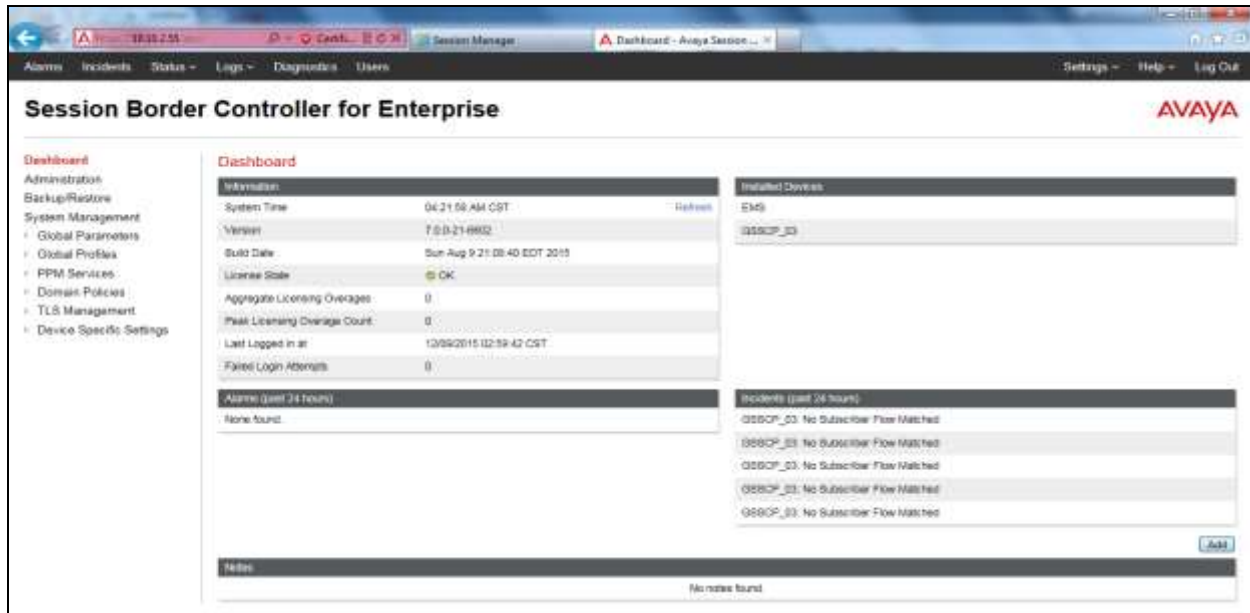 Session Manager
Dashboard - Avaya Session ...
Alarms Incidents Status Logs Diagnostics Users Settings Help Log Out
Session Border Controller for Enterprise
AVAYA
Dashboard
Administration
Backup/Restore
System Management
Global Parameters
Global Profiles
PPM Services
Domain Policies
TLS Management
Device Specific Settings
Dashboard
Information
System Time 04:21:58 AM CST Refresh
Version 7.0.0-21-6602
Build Date Sun Aug 9 21:08:40 EDT 2015
License State OK
Aggregate Licensing Overages 0
Peak Licensing Overage Count 0
Last Logged in at 12/09/2015 02:59:42 CST
Failed Login Attempts 0
Installed Devices
EMS
GSSCP_03
Alarms (past 24 hours)
None found.
Incidents (past 24 hours)
GSSCP_03: No Subscriber Flow Matched
GSSCP_03: No Subscriber Flow Matched
GSSCP_03: No Subscriber Flow Matched
GSSCP_03: No Subscriber Flow Matched
GSSCP_03: No Subscriber Flow Matched
Add
Notes
No notes found.